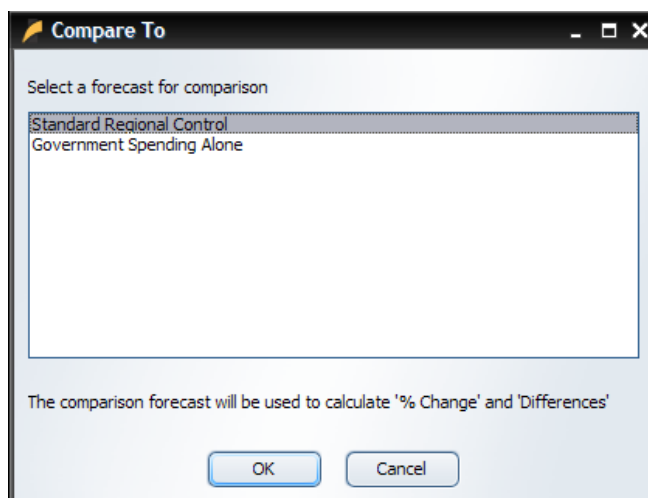 Compare To
Select a forecast for comparison
Standard Regional Control
Government Spending Alone
The comparison forecast will be used to calculate '% Change' and 'Differences'
OK Cancel